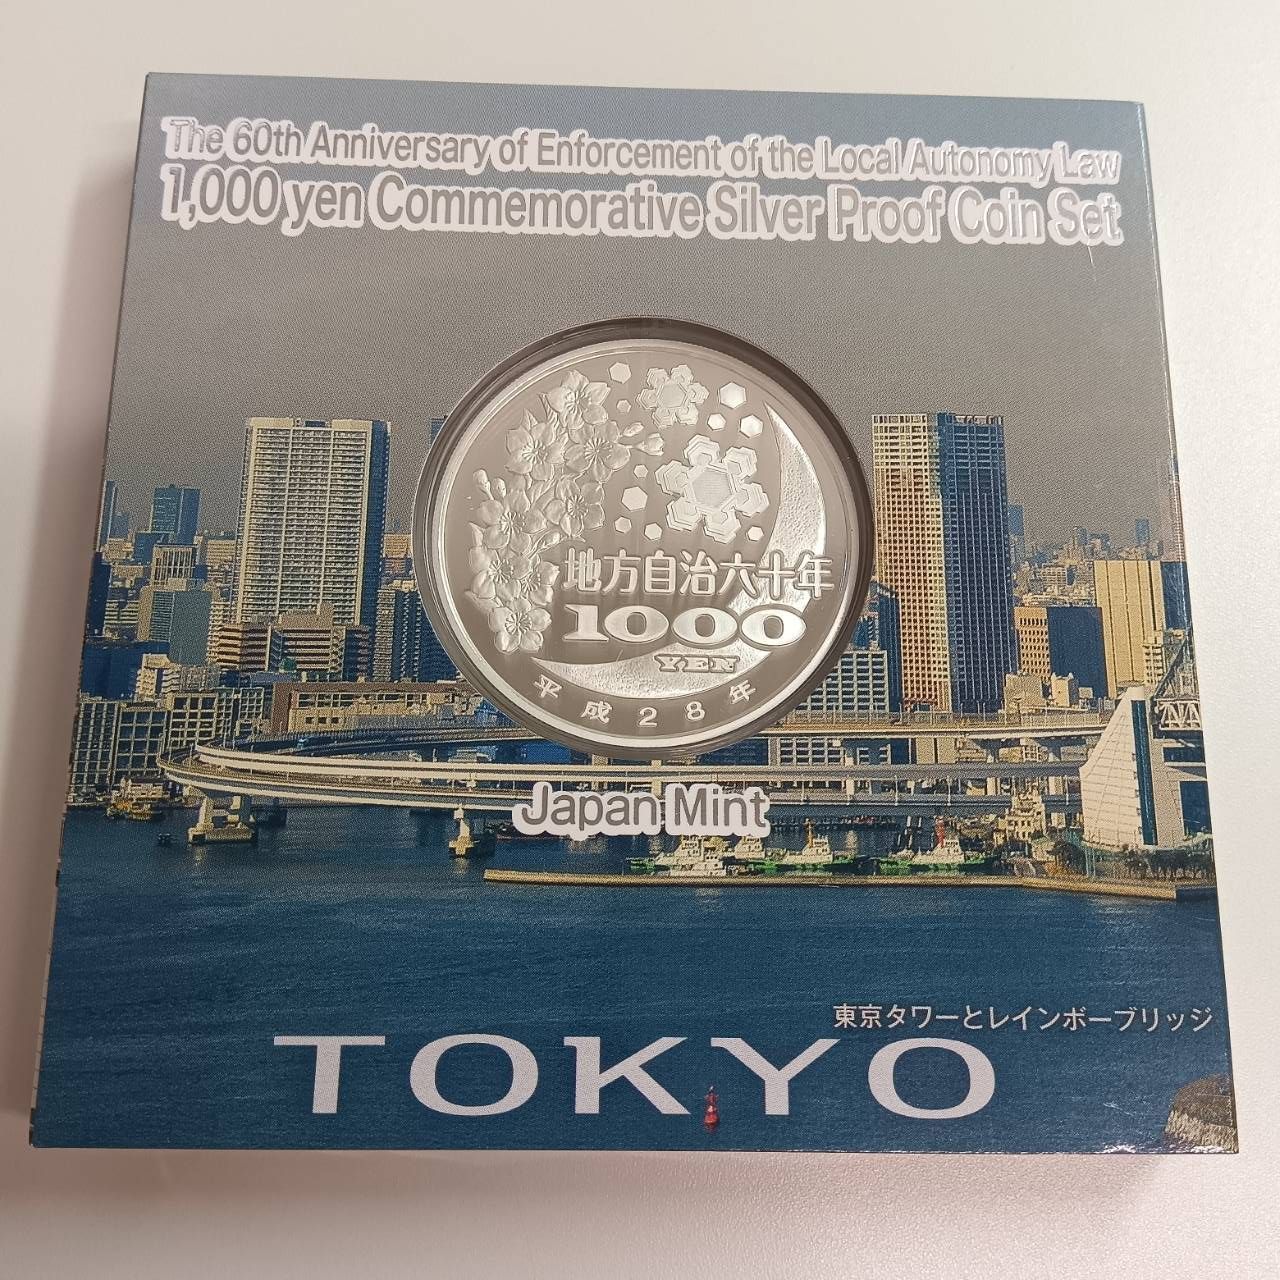 The 60th Anniversary of Enforcement of the Local Autonomy Law
1,000 yen Commemorative Silver Proof Coin Set
地方自治六十年
1000
YEN
平成28年
Japan Mint
東京タワーとレインボーブリッジ
TOKYO